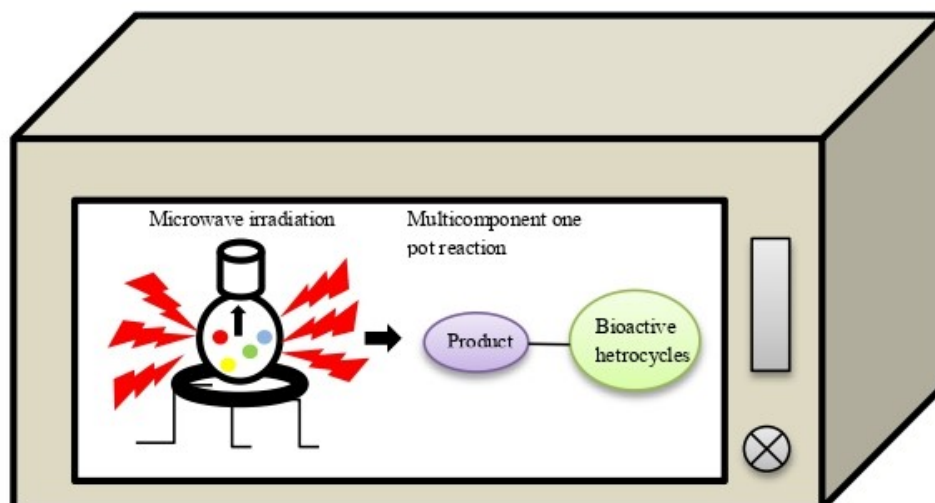 Microwave irradiation
Multicomponent one
pot reaction
Product
Bioactive
hetrocycles